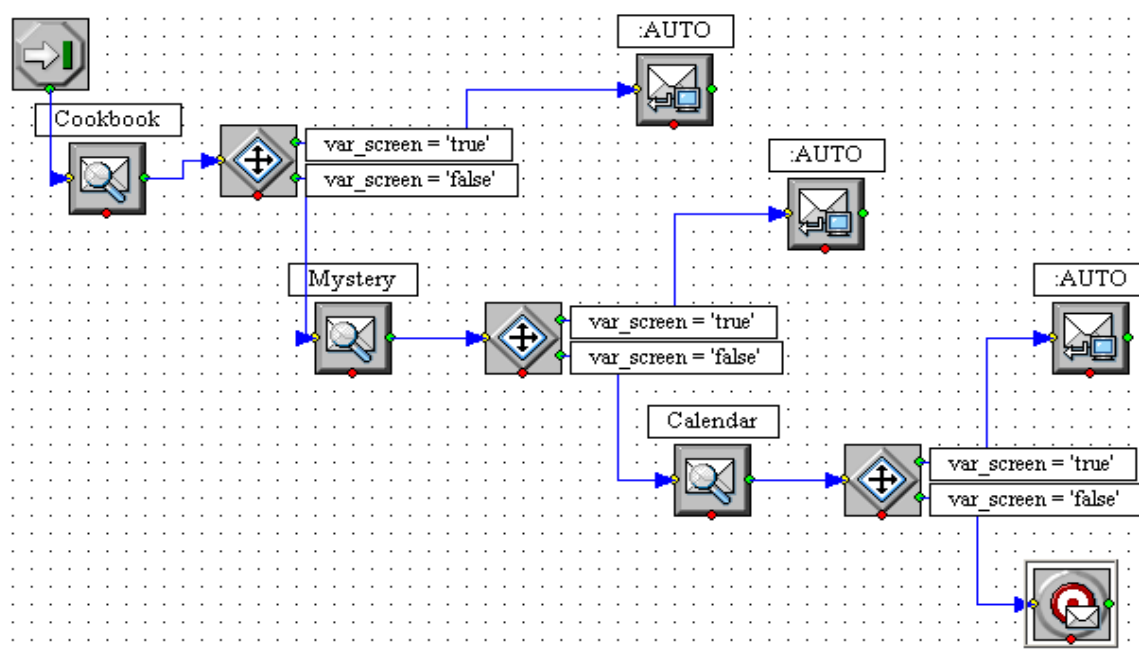 :AUTO
Cookbook
var_screen = 'true'
var_screen = 'false'
:AUTO
Mystery
:AUTO
var_screen = 'true'
var_screen = 'false'
Calendar
var_screen = 'true'
var_screen = 'false'